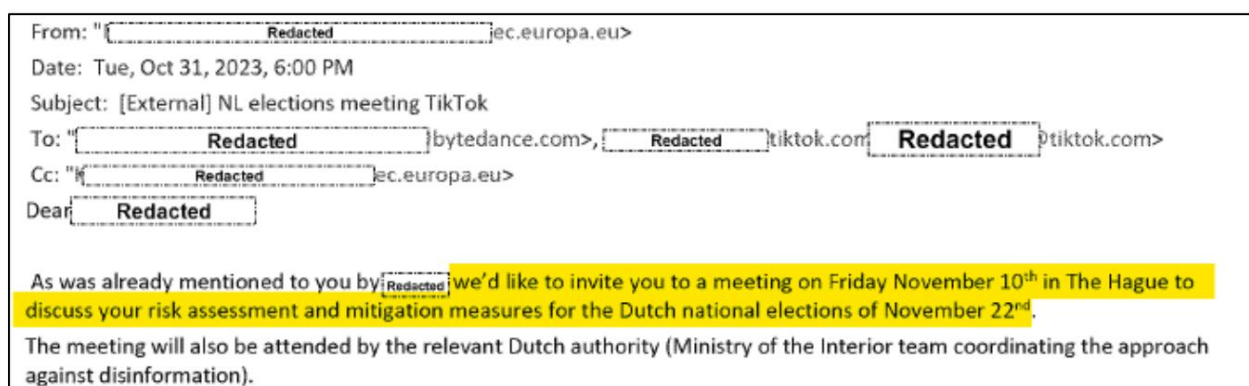 From: "[Redacted]ec.europa.eu>
Date: Tue, Oct 31, 2023, 6:00 PM
Subject: [External] NL elections meeting TikTok
To: "[Redacted]bytedance.com>, [Redacted]tiktok.com [Redacted]tiktok.com>
Cc: "[Redacted]ec.europa.eu>
Dear Redacted
As was already mentioned to you by Redacted we'd like to invite you to a meeting on Friday November 10th in The Hague to
discuss your risk assessment and mitigation measures for the Dutch national elections of November 22nd.
The meeting will also be attended by the relevant Dutch authority (Ministry of the Interior team coordinating the approach
against disinformation).